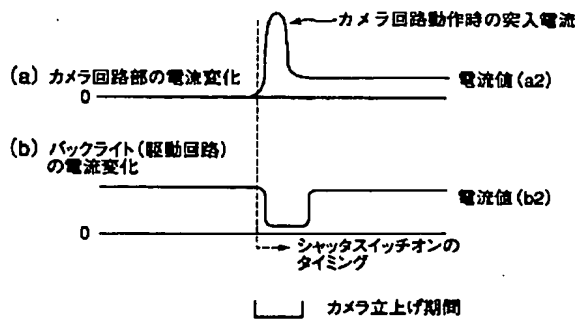 カメラ回路動作時の突入電流
(a) カメラ回路部の電流変化
電流値(a2)
0
(b) バックライト(駆動回路)
の電流変化
電流値(b2)
0
シャッタスイッチオンの
タイミング
カメラ立上げ期間